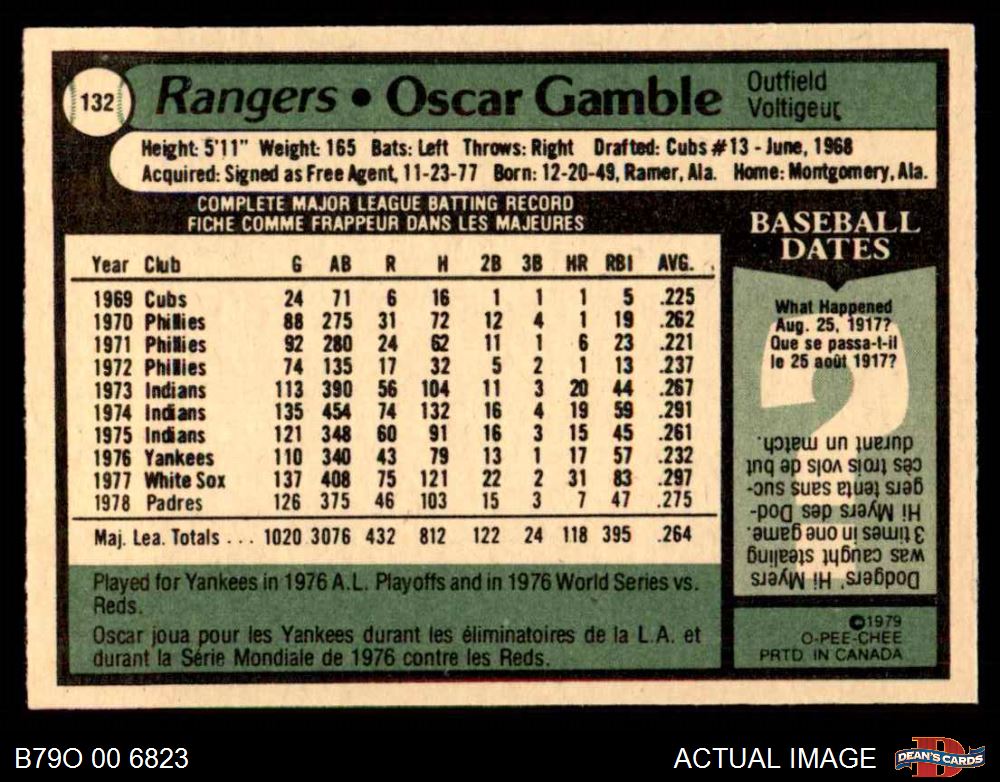 132
Rangers • Oscar Gamble
Outfield
Voltigeur
Height: 5'11" Weight: 165 Bats: Left Throws: Right Drafted: Cubs #13 - June, 1968
Acquired: Signed as Free Agent, 11-23-77 Born: 12-20-49, Ramer, Ala. Home: Montgomery, Ala.
COMPLETE MAJOR LEAGUE BATTING RECORD
FICHE COMME FRAPPEUR DANS LES MAJEURES
Year Club G AB R H 2B 3B HR RBI AVG.
1969 Cubs 24 71 6 16 1 1 1 5 .225
1970 Phillies 88 275 31 72 12 4 1 19 .262
1971 Phillies 92 280 24 62 11 1 6 23 .221
1972 Phillies 74 135 17 32 5 2 1 13 .237
1973 Indians 113 390 56 104 11 3 20 44 .267
1974 Indians 135 454 74 132 16 4 19 59 .291
1975 Indians 121 348 60 91 16 3 15 45 .261
1976 Yankees 110 340 43 79 13 1 17 57 .232
1977 White Sox 137 408 75 121 22 2 31 83 .297
1978 Padres 126 375 46 103 15 3 7 47 .275
Maj. Lea. Totals . . . 1020 3076 432 812 122 24 118 395 .264
Played for Yankees in 1976 A.L. Playoffs and in 1976 World Series vs.
Reds.
Oscar joua pour les Yankees durant les éliminatoires de la L.A. et
durant la Série Mondiale de 1976 contre les Reds.
BASEBALL
DATES
What Happened
Aug. 25, 1917?
Que se passa-t-il
le 25 août 1917?
Dodgers' Hi Myers
was caught stealing
3 times in one game.
Hi Myers des Dod-
gers tenta sans suc-
cès trois vols de but
durant un match.
©1979
O-PEE-CHEE
PRTD IN CANADA
B79O 00 6823
ACTUAL IMAGE
D
DEAN'S CARDS